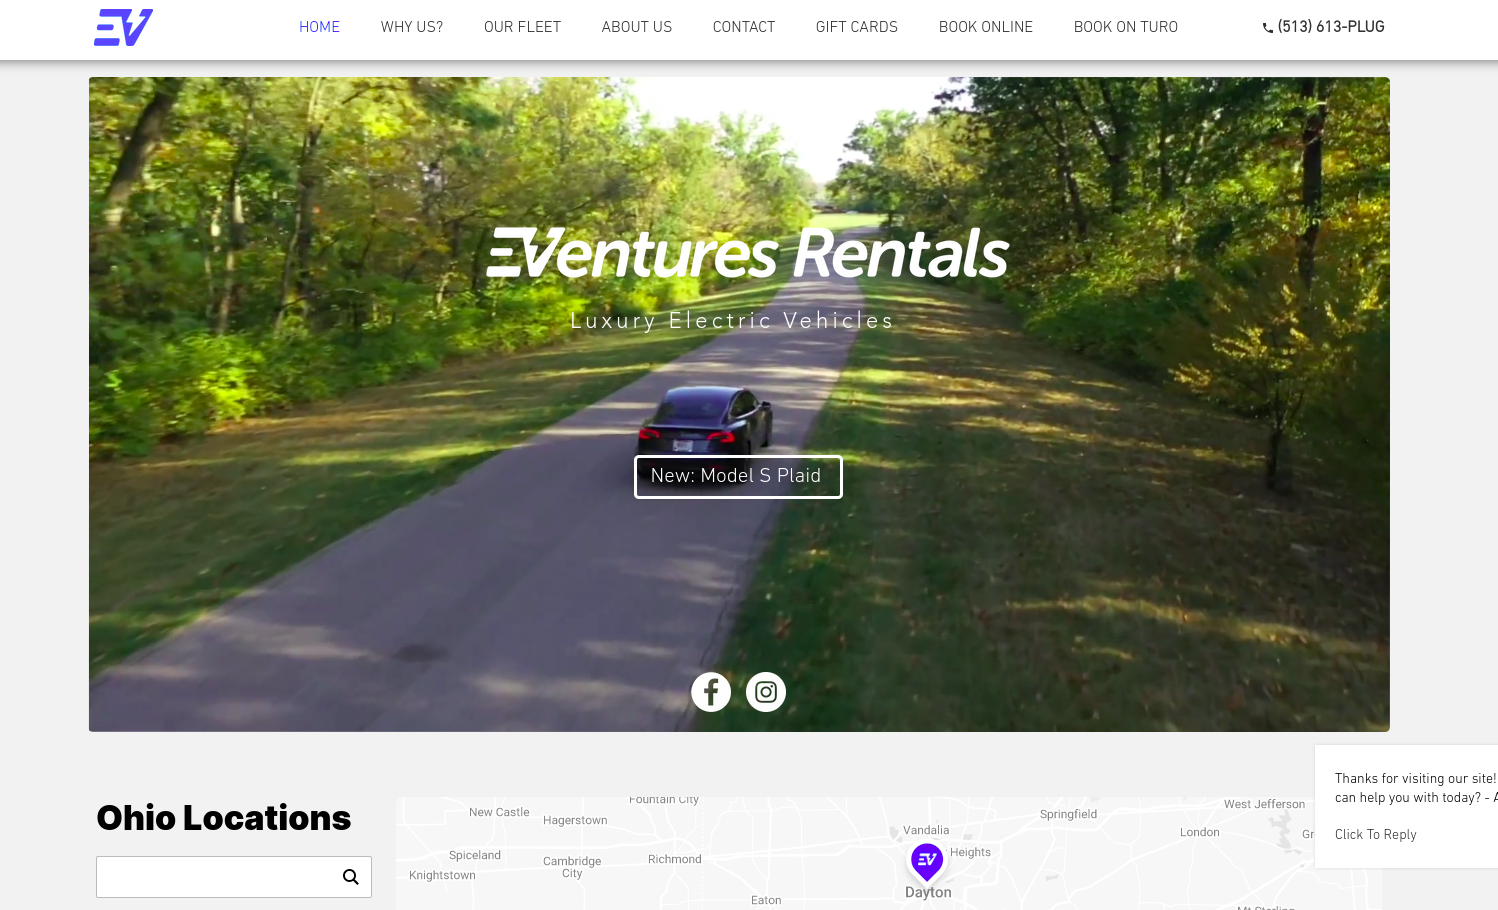 EV
HOME
WHY US?
OUR FLEET
ABOUT US
CONTACT
GIFT CARDS
BOOK ONLINE
BOOK ON TURO
(513) 613-PLUG
EVentures Rentals
Luxury Electric Vehicles
New: Model S Plaid
Ohio Locations
Fountain City
New Castle
Hagerstown
Springfield
West Jefferson
Vandalia
London
Spiceland
Cambridge
City
Richmond
Heights
Knightstown
EV
Dayton
Eaton
Mt Sterling
Thanks for visiting our site!
can help you with today? -
Click To Reply